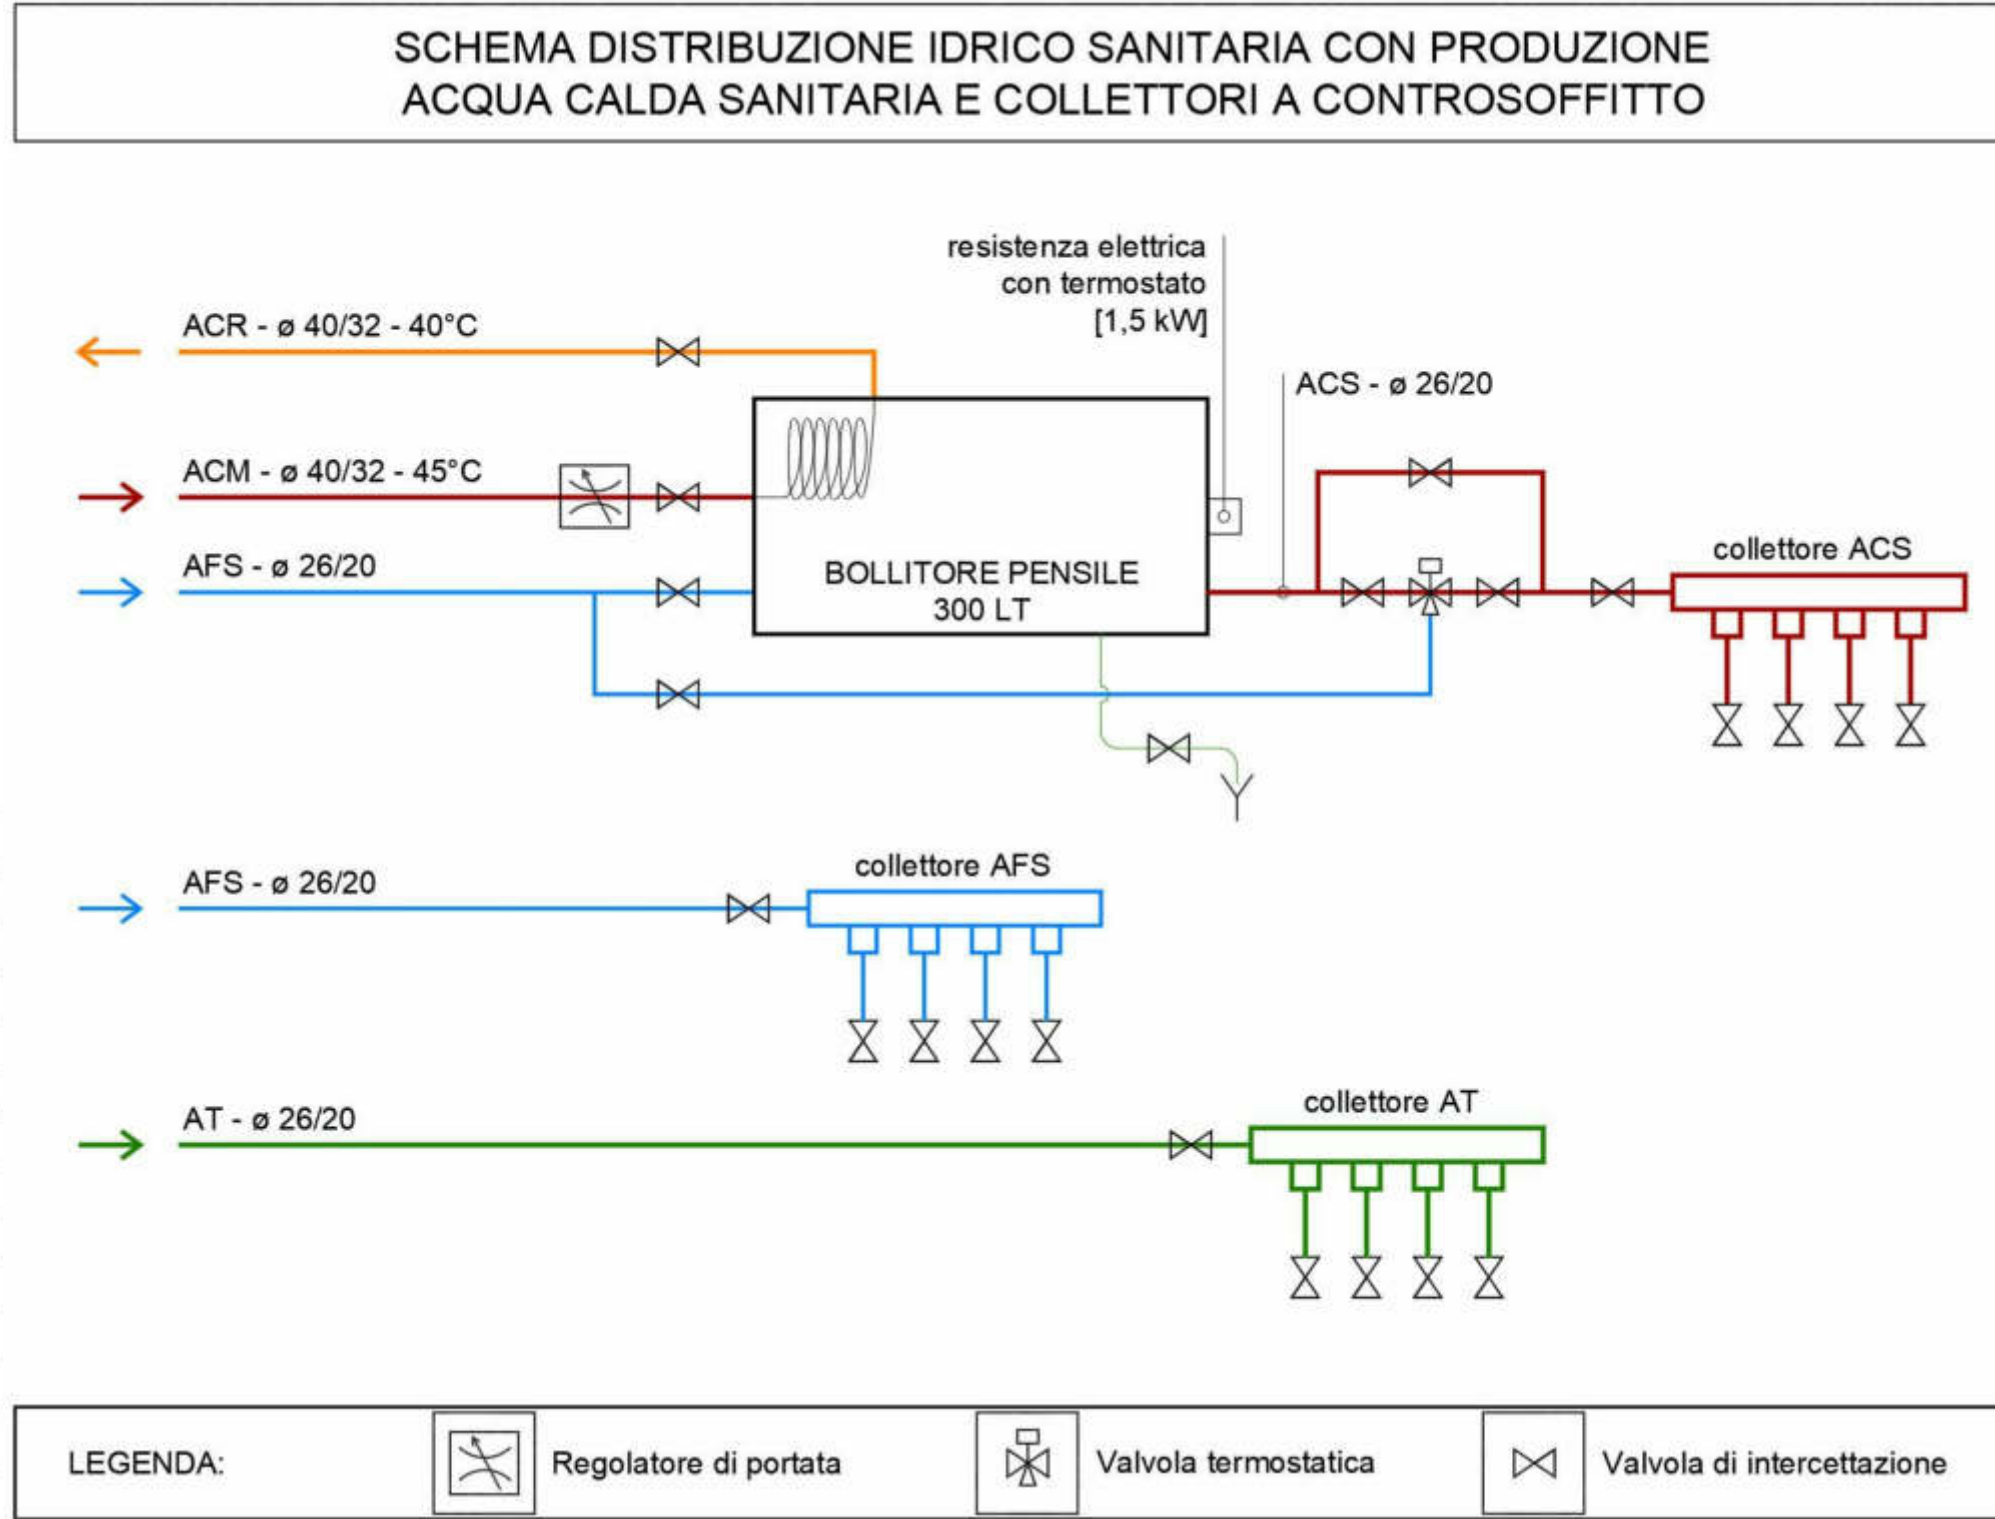 SCHEMA DISTRIBUZIONE IDRICO SANITARIA CON PRODUZIONE
ACQUA CALDA SANITARIA E COLLETTORI A CONTROSOFFITTO
resistenza elettrica
con termostato
[1,5 kW]
ACR - ø 40/32 - 40°C
ACS - ø 26/20
ACM - ø 40/32 - 45°C
collettore ACS
AFS - ø 26/20
BOLLITORE PENSILE
300 LT
collettore AFS
AFS - ø 26/20
collettore AT
AT - ø 26/20
LEGENDA:
Regolatore di portata
Valvola termostatica
Valvola di intercettazione